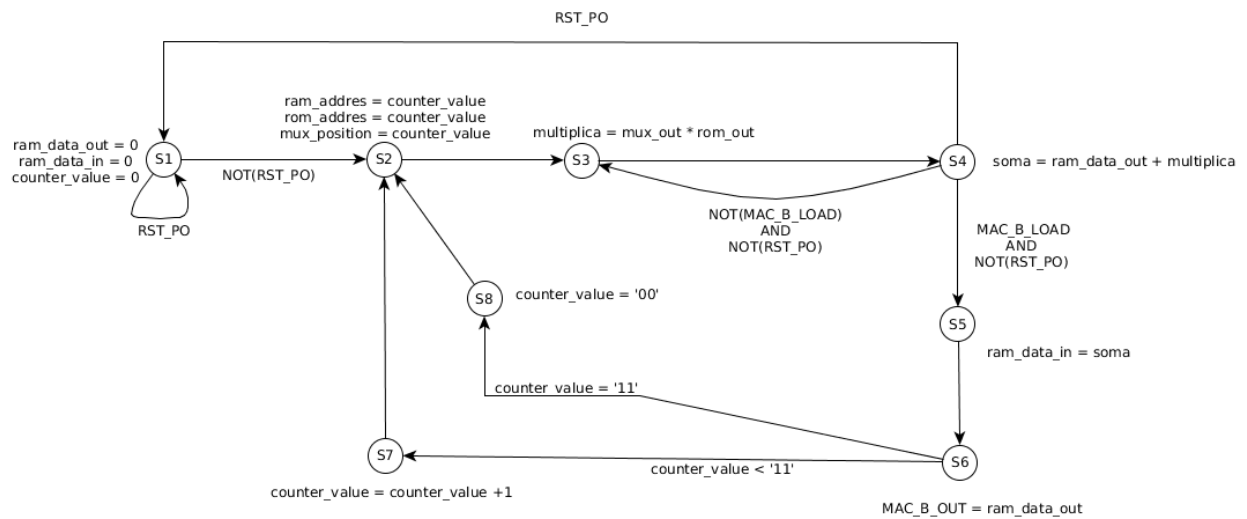 RST_PO
ram_addres = counter_value
rom_addres = counter_value
mux_position = counter_value
multiplica = mux_out * rom_out
ram_data_out = 0
ram_data_in = 0
counter_value = 0
S1
S2
S3
S4
soma = ram_data_out + multiplica
NOT(RST_PO)
RST_PO
NOT(MAC_B_LOAD)
AND
NOT(RST_PO)
MAC_B_LOAD
AND
NOT(RST_PO)
S8
counter_value = '00'
S5
ram_data_in = soma
counter_value = '11'
S7
counter_value < '11'
S6
counter_value = counter_value +1
MAC_B_OUT = ram_data_out